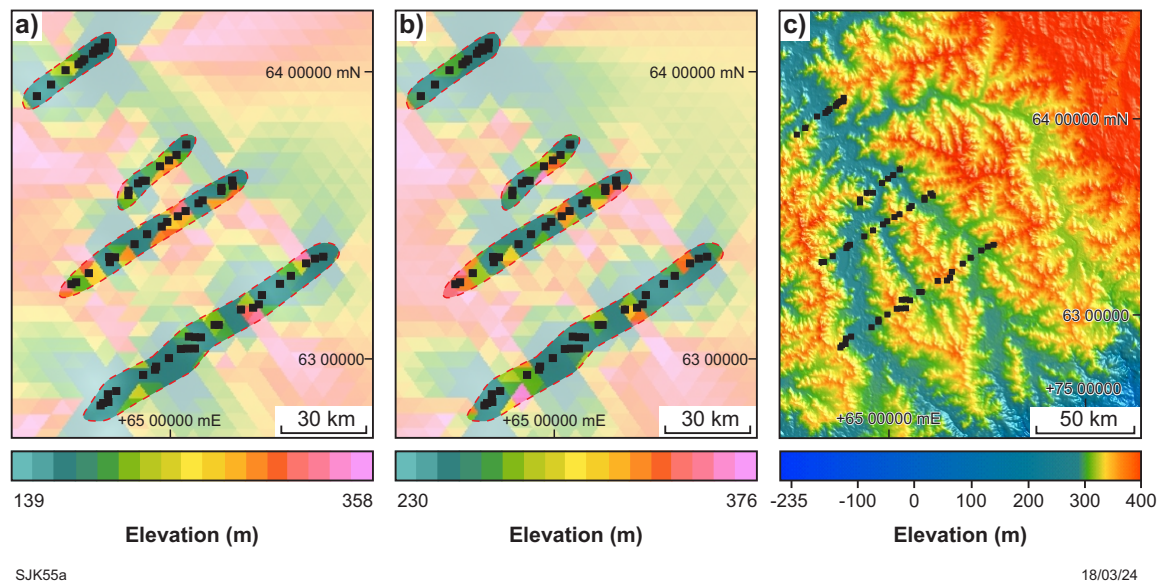 a)
64 00000 mN
63 00000
+65 00000 mE
30 km
139
358
Elevation (m)
b)
64 00000 mN
63 00000
+65 00000 mE
30 km
230
376
Elevation (m)
c)
64 00000 mN
63 00000
+75 00000
+65 00000 mE
50 km
-235 -100 0 100 200 300 400
Elevation (m)
SJK55a
18/03/24